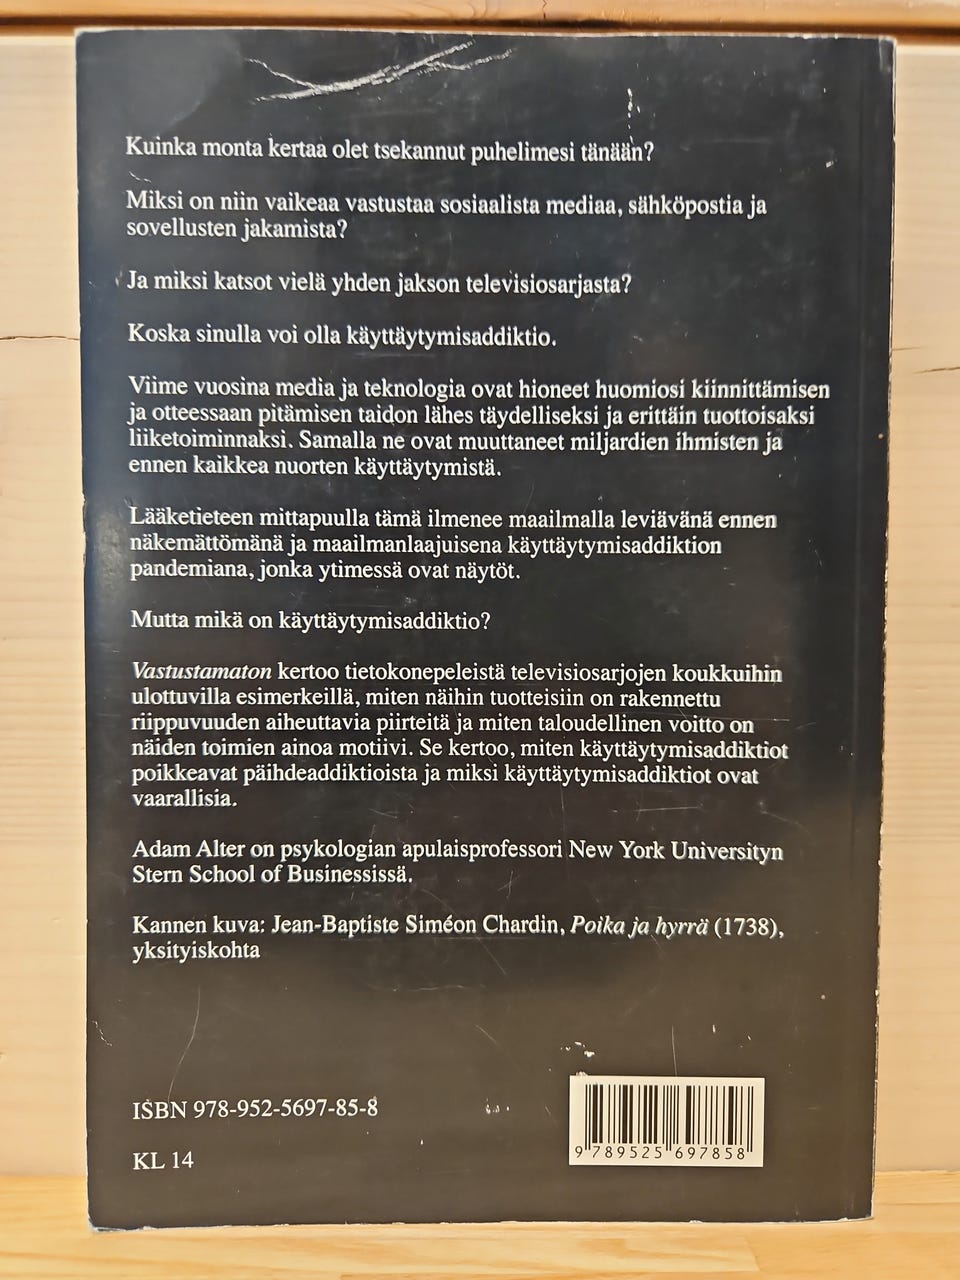 Kuinka monta kertaa olet tsekannut puhelimesi tänään?
Miksi on niin vaikeaa vastustaa sosiaalista mediaa, sähköpostia ja
sovellusten jakamista?
Ja miksi katsot vielä yhden jakson televisiosarjasta?
Koska sinulla voi olla käyttäytymisaddiktio.
Viime vuosina media ja teknologia ovat hioneet huomiosi kiinnittämisen
ja otteessaan pitämisen taidon lähes täydelliseksi ja erittäin tuottoisaksi
liiketoiminnaksi. Samalla ne ovat muuttaneet miljardien ihmisten ja
ennen kaikkea nuorten käyttäytymistä.
Lääketieteen mittapuulla tämä ilmenee maailmalla leviävänä ennen
näkemättömänä ja maailmanlaajuisena käyttäytymisaddiktion
pandemiana, jonka ytimessä ovat näytöt.
Mutta mikä on käyttäytymisaddiktio?
Vastustamaton kertoo tietokonepeleistä televisiosarjojen koukkuihin
ulottuvilla esimerkeillä, miten näihin tuotteisiin on rakennettu
riippuvuuden aiheuttavia piirteitä ja miten taloudellinen voitto on
näiden toimien ainoa motiivi. Se kertoo, miten käyttäytymisaddiktiot
poikkeavat päihdeaddiktioista ja miksi käyttäytymisaddiktiot ovat
vaarallisia.
Adam Alter on psykologian apulaisprofessori New York Universityn
Stern School of Businessissä.
Kannen kuva: Jean-Baptiste Siméon Chardin, Poika ja hyrrä (1738),
yksityiskohta
ISBN 978-952-5697-85-8
KL 14
9 789525 697858